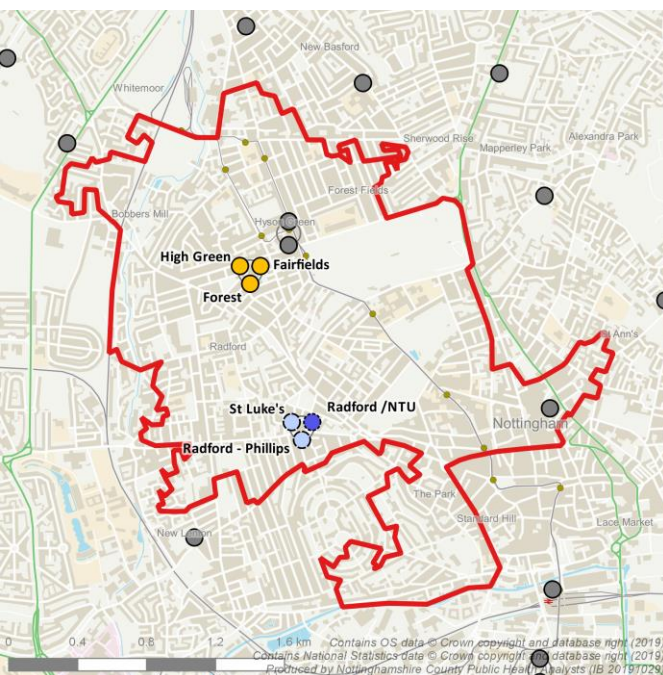 New Basford
Whitemoor
Sherwood Rise
Mapperley Park
Alexandra Park
Forest Fields
Bobbers Mill
Hyson Green
High Green
Fairfields
Forest
Radford
St Ann's
St Luke's
Radford /NTU
Nottingham
Radford - Phillips
The Park
Standard Hill
Lace Market
New Lenton
0 0.4 0.8 1.2 1.6 km
Contains OS data © Crown copyright and database right (2019)
Contains National Statistics data © Crown copyright and database right (2019)
Produced by Nottinghamshire County Public Health Analysts (IB 20191029)